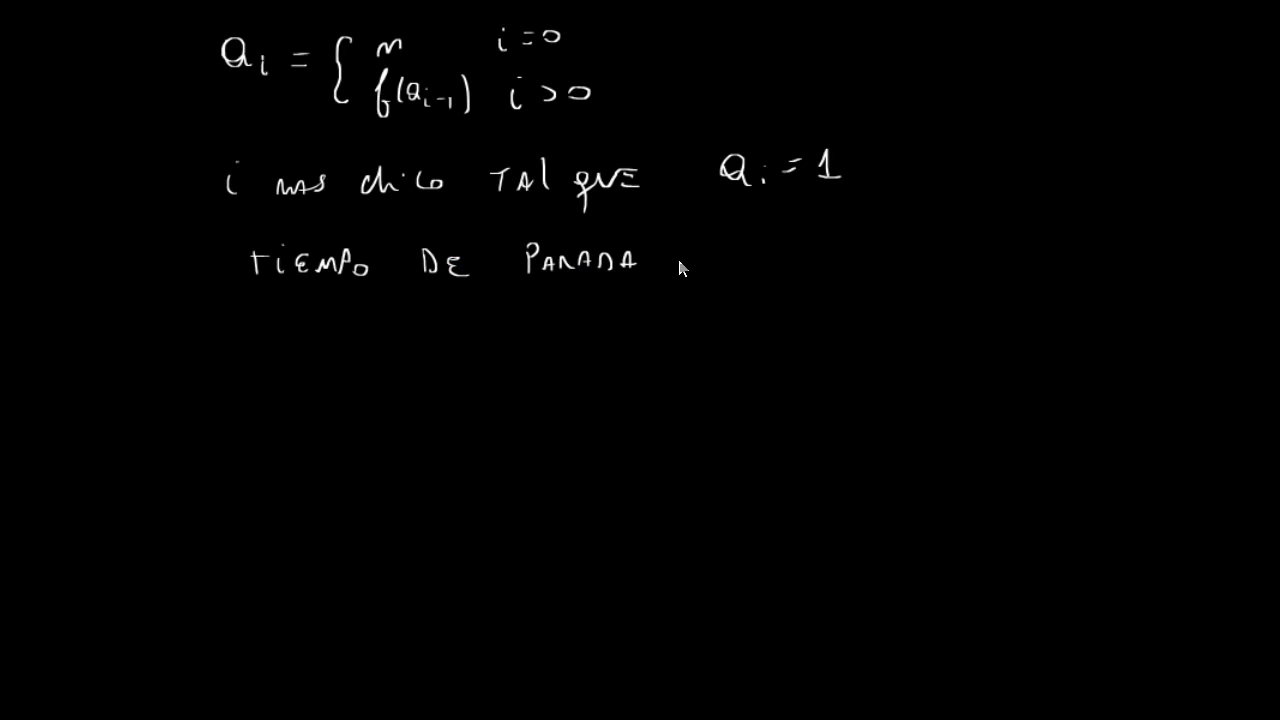 a_i = { n i = 0
f(a_{i-1}) i > 0
i mas chico TAl que a_i = 1
TiEMPO DE PARADA